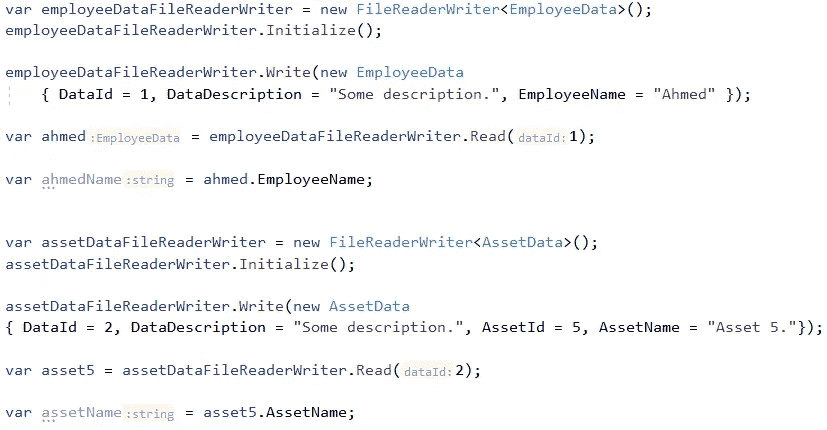 var employeeDataFileReaderWriter = new FileReaderWriter<EmployeeData>();
employeeDataFileReaderWriter.Initialize();
employeeDataFileReaderWriter.Write(new EmployeeData
{ DataId = 1, DataDescription = "Some description.", EmployeeName = "Ahmed" });
var ahmed :EmployeeData = employeeDataFileReaderWriter.Read( dataId: 1);
var ahmedName :string = ahmed.EmployeeName;
var assetDataFileReaderWriter = new FileReaderWriter<AssetData>();
assetDataFileReaderWriter.Initialize();
assetDataFileReaderWriter.Write(new AssetData
{ DataId = 2, DataDescription = "Some description.", AssetId = 5, AssetName = "Asset 5."});
var asset5 = assetDataFileReaderWriter.Read( dataId: 2);
var assetName :string = asset5.AssetName;